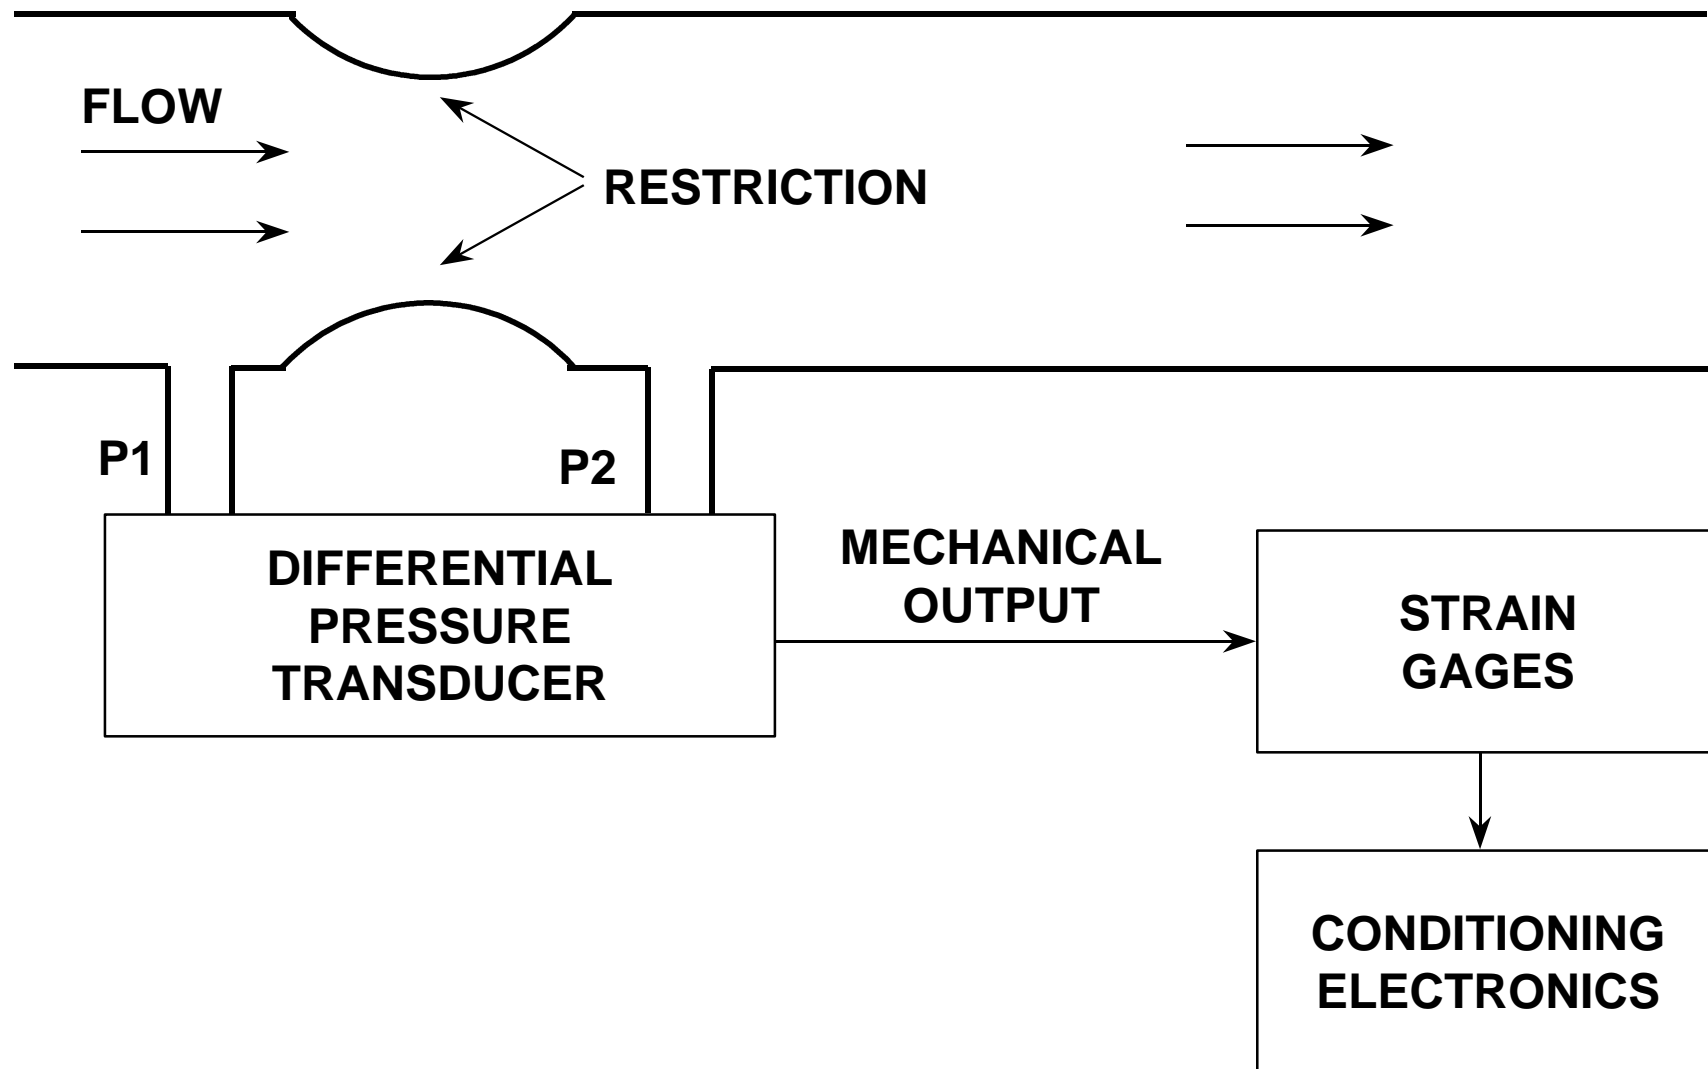 FLOW
RESTRICTION
P1
P2
DIFFERENTIAL
PRESSURE
TRANSDUCER
MECHANICAL
OUTPUT
STRAIN
GAGES
CONDITIONING
ELECTRONICS